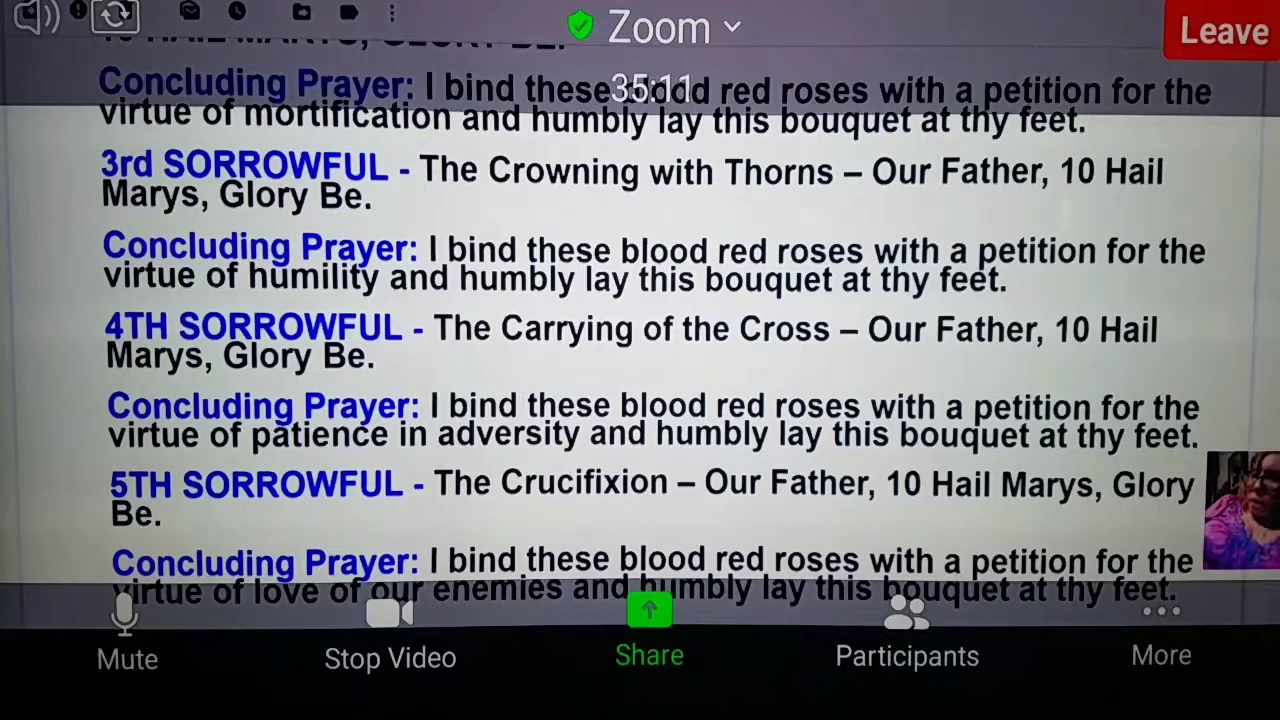 Zoom
Leave
10 HAIL MARYS, GLORY BE.
35:11
Concluding Prayer: I bind these blood red roses with a petition for the
virtue of mortification and humbly lay this bouquet at thy feet.
3rd SORROWFUL - The Crowning with Thorns – Our Father, 10 Hail
Marys, Glory Be.
Concluding Prayer: I bind these blood red roses with a petition for the
virtue of humility and humbly lay this bouquet at thy feet.
4TH SORROWFUL - The Carrying of the Cross – Our Father, 10 Hail
Marys, Glory Be.
Concluding Prayer: I bind these blood red roses with a petition for the
virtue of patience in adversity and humbly lay this bouquet at thy feet.
5TH SORROWFUL - The Crucifixion – Our Father, 10 Hail Marys, Glory
Be.
Concluding Prayer: I bind these blood red roses with a petition for the
virtue of love of our enemies and humbly lay this bouquet at thy feet.
Mute
Stop Video
Share
Participants
More